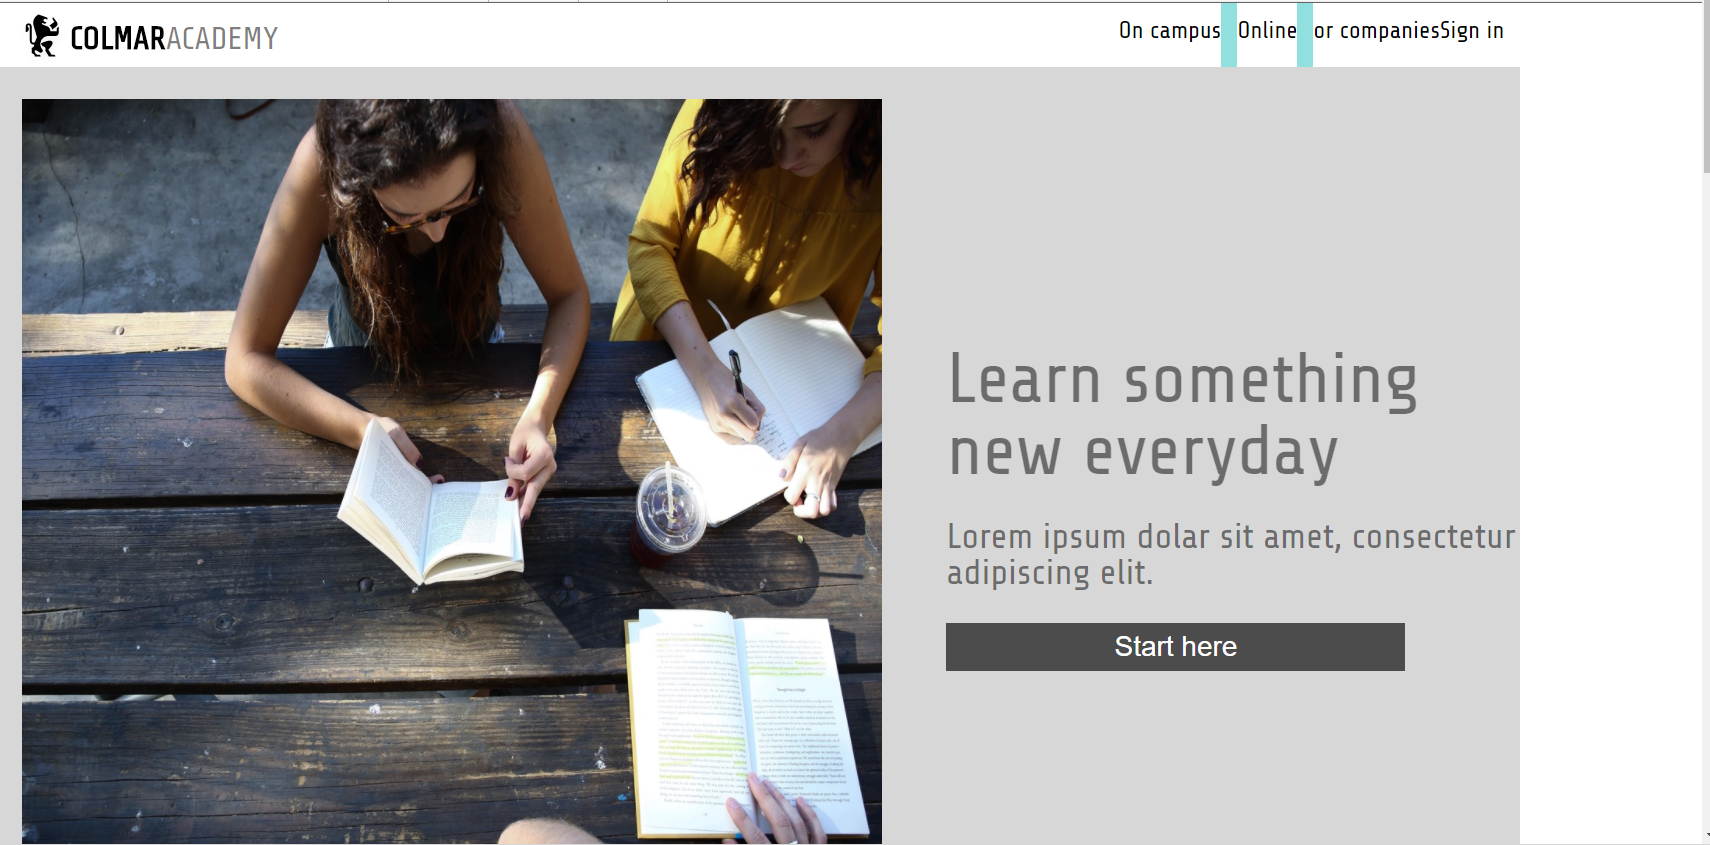 COLMARACADEMY
On campus Online or companiesSign in
Learn something
new everyday
Lorem ipsum dolar sit amet, consectetur
adipiscing elit.
Start here